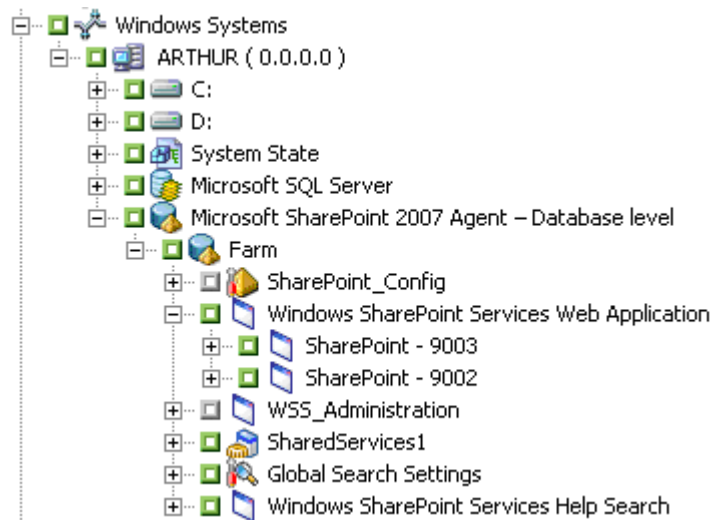 Windows Systems
ARTHUR ( 0.0.0.0 )
C:
D:
System State
Microsoft SQL Server
Microsoft SharePoint 2007 Agent – Database level
Farm
SharePoint_Config
Windows SharePoint Services Web Application
SharePoint - 9003
SharePoint - 9002
WSS_Administration
SharedServices1
Global Search Settings
Windows SharePoint Services Help Search